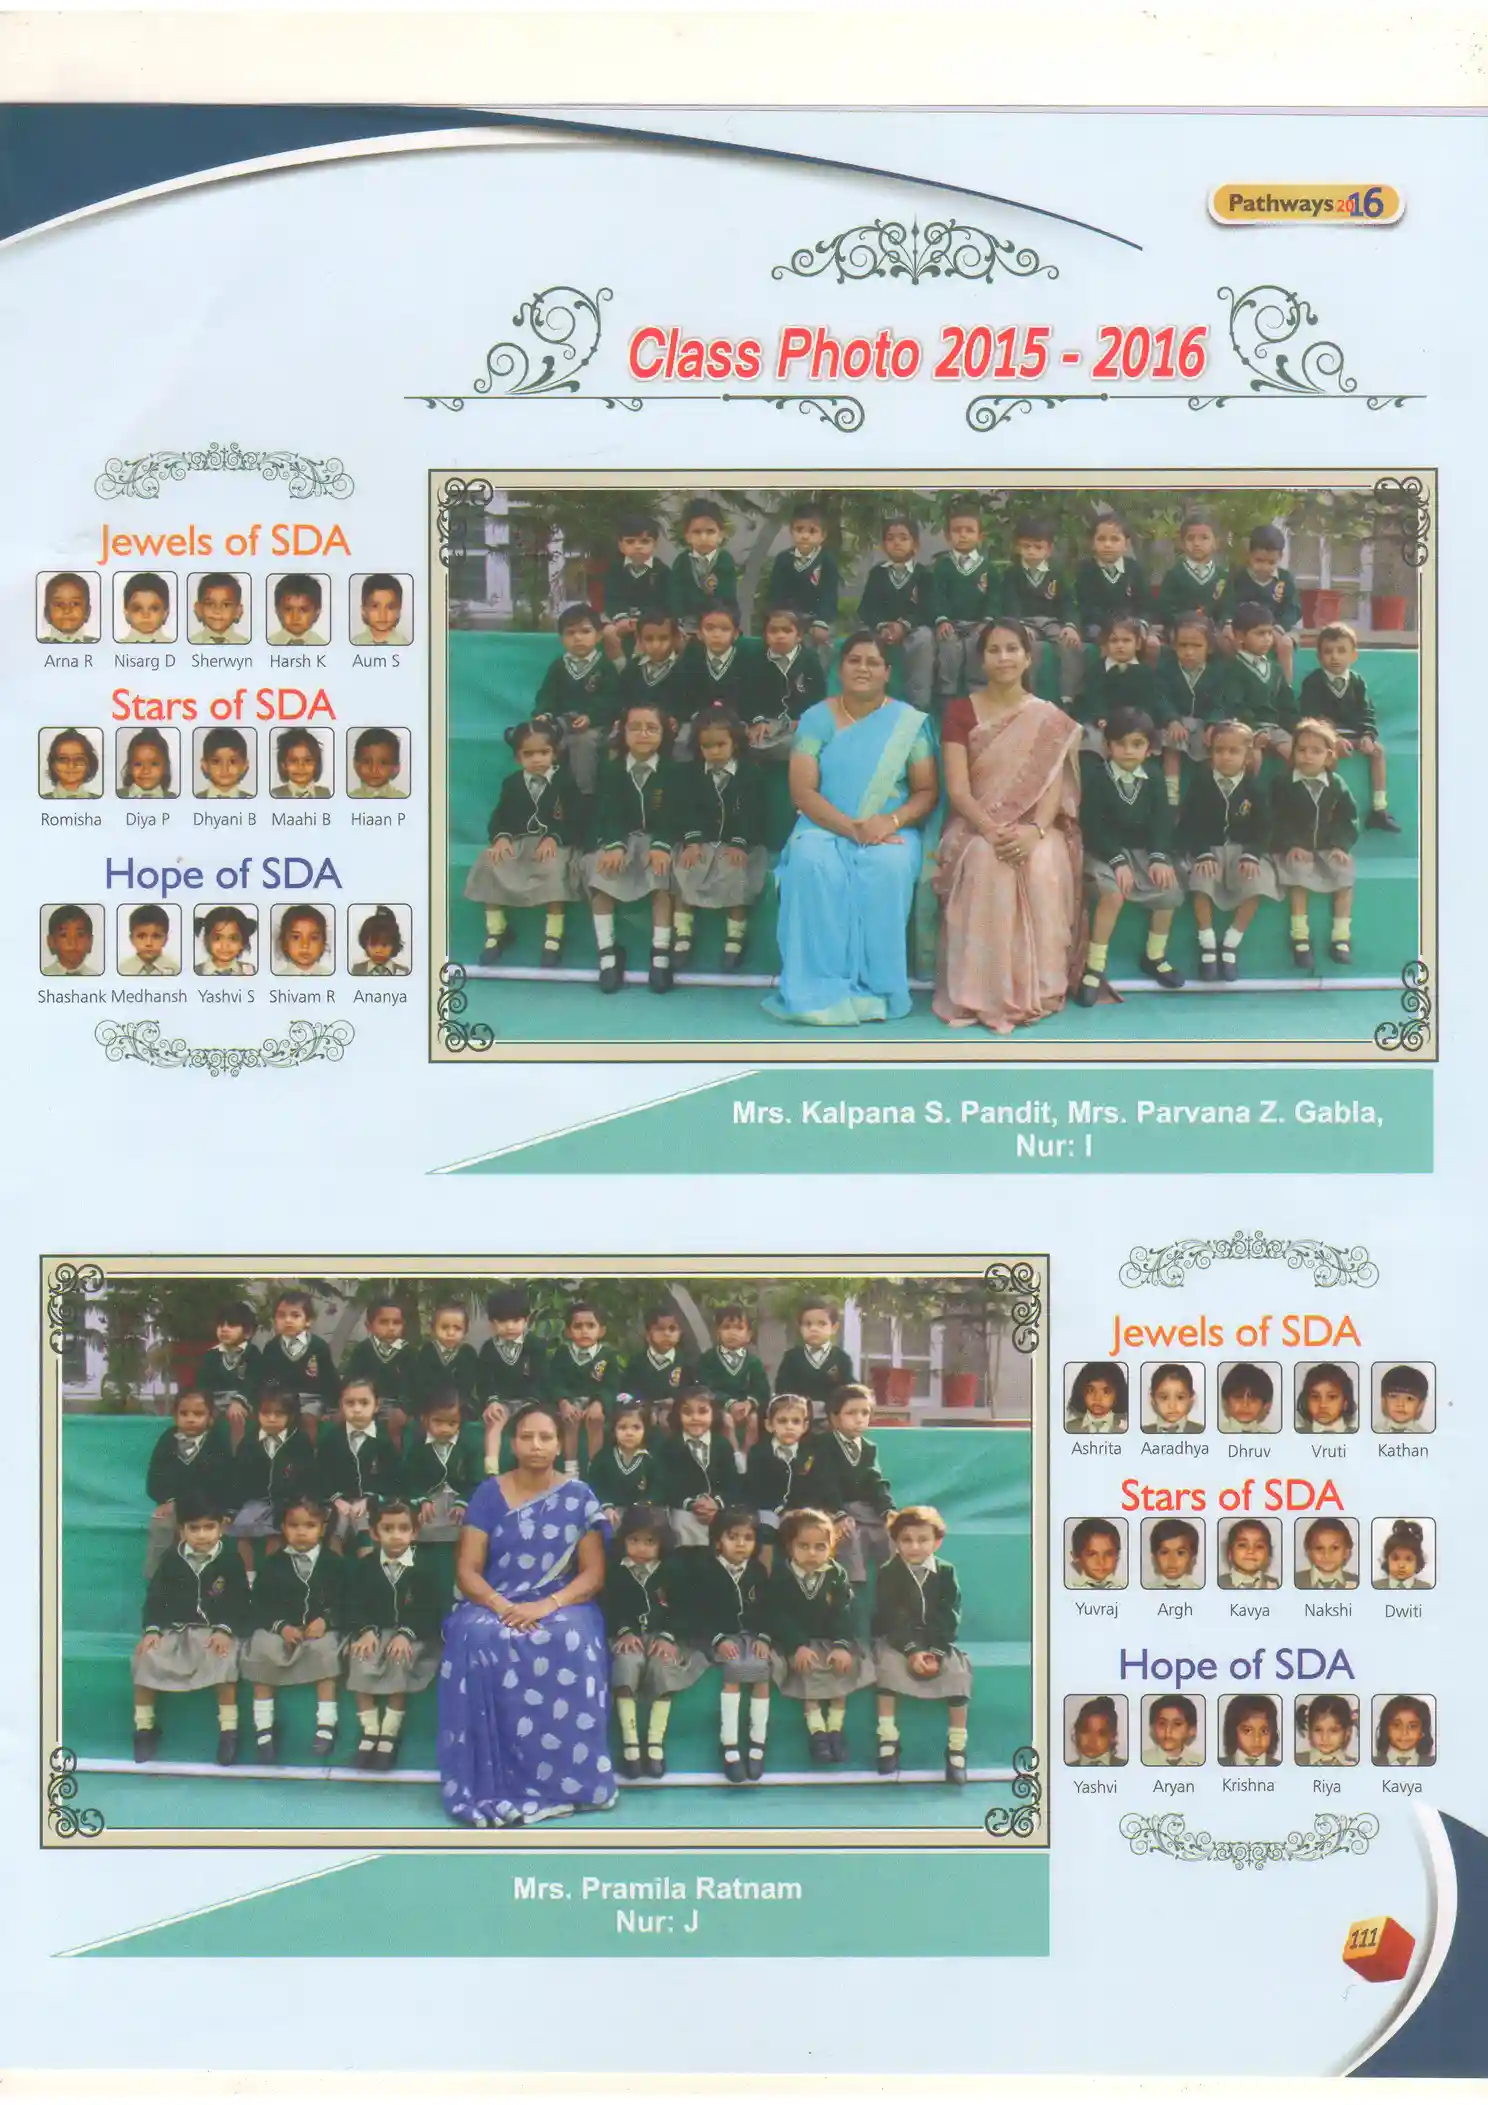 Pathways 2016
Class Photo 2015 - 2016
Jewels of SDA
Arna R Nisarg D Sherwyn Harsh K Aum S
Stars of SDA
Romisha Diya P Dhyani B Maahi B Hiaan P
Hope of SDA
Shashank Medhansh Yashvi S Shivam R Ananya
Mrs. Kalpana S. Pandit, Mrs. Parvana Z. Gabla,
Nur: I
Jewels of SDA
Ashrita Aaradhya Dhruv Vruti Kathan
Stars of SDA
Yuvraj Argh Kavya Nakshi Dwiti
Hope of SDA
Yashvi Aryan Krishna Riya Kavya
Mrs. Pramila Ratnam
Nur: J
111